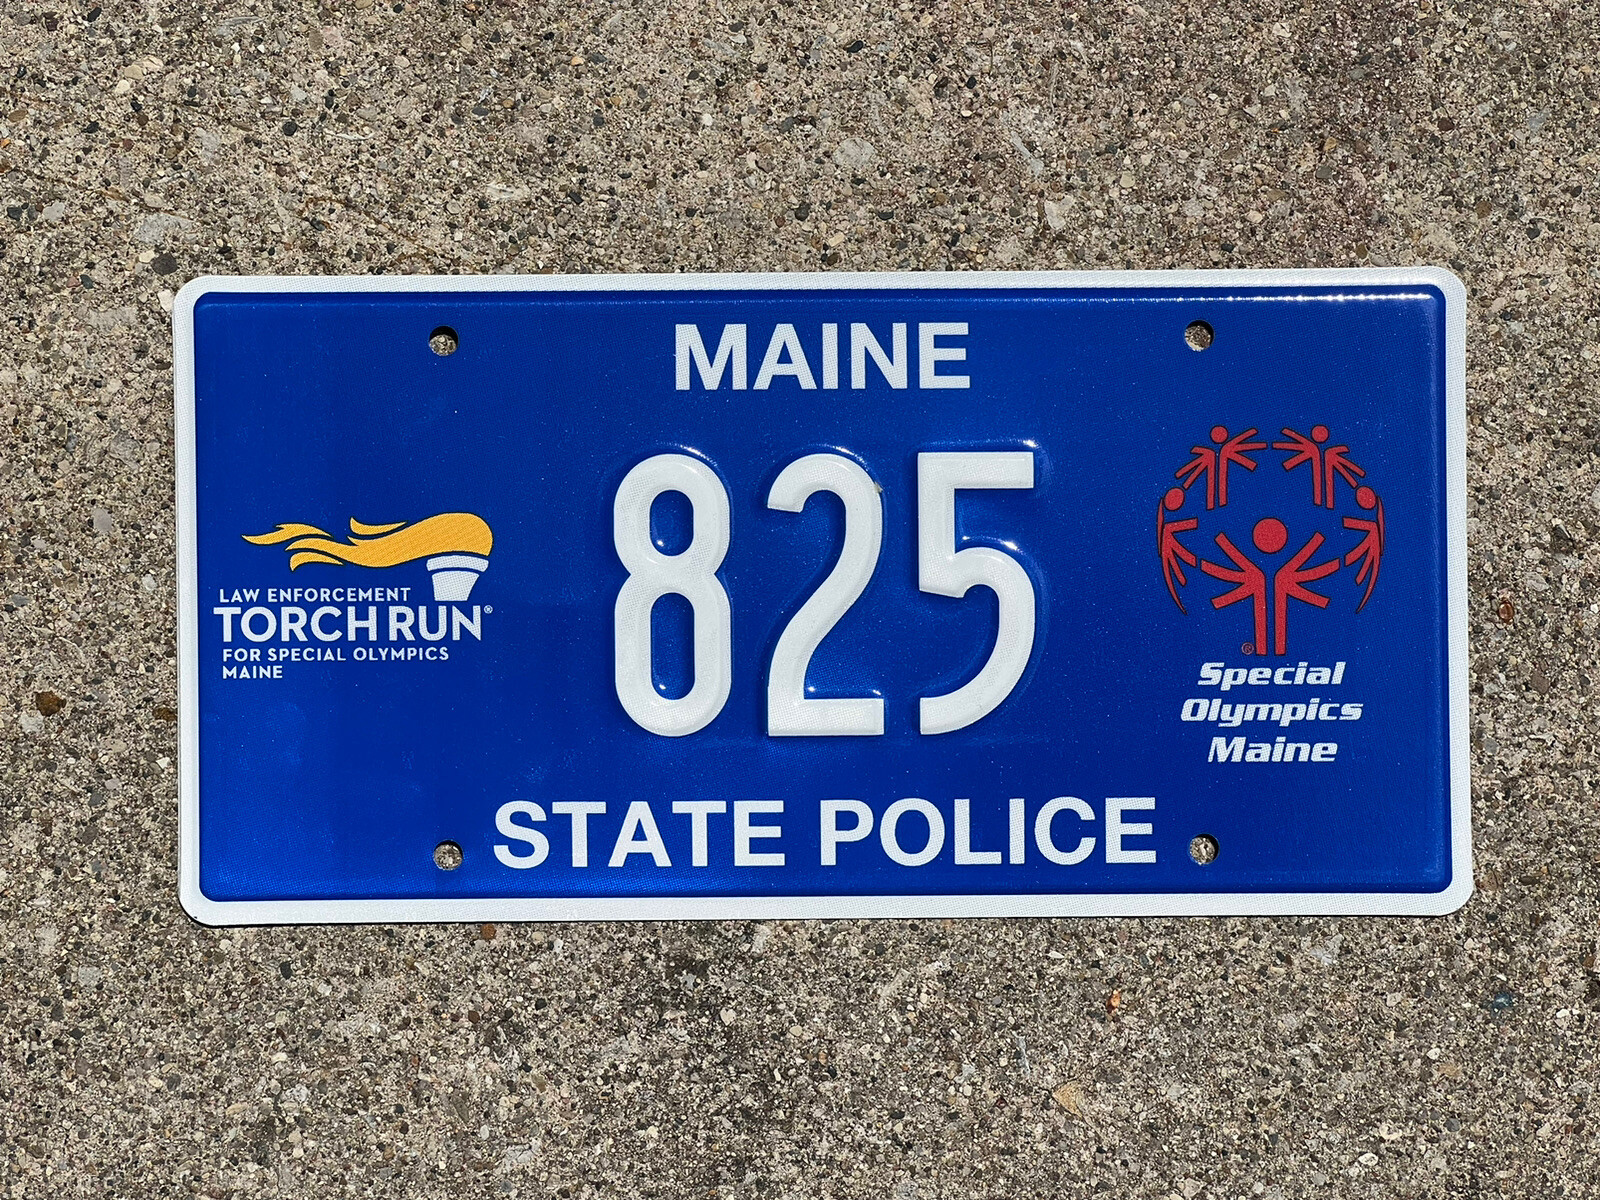 MAINE
825
LAW ENFORCEMENT
TORCH RUN®
FOR SPECIAL OLYMPICS
MAINE
®
Special
Olympics
Maine
STATE POLICE